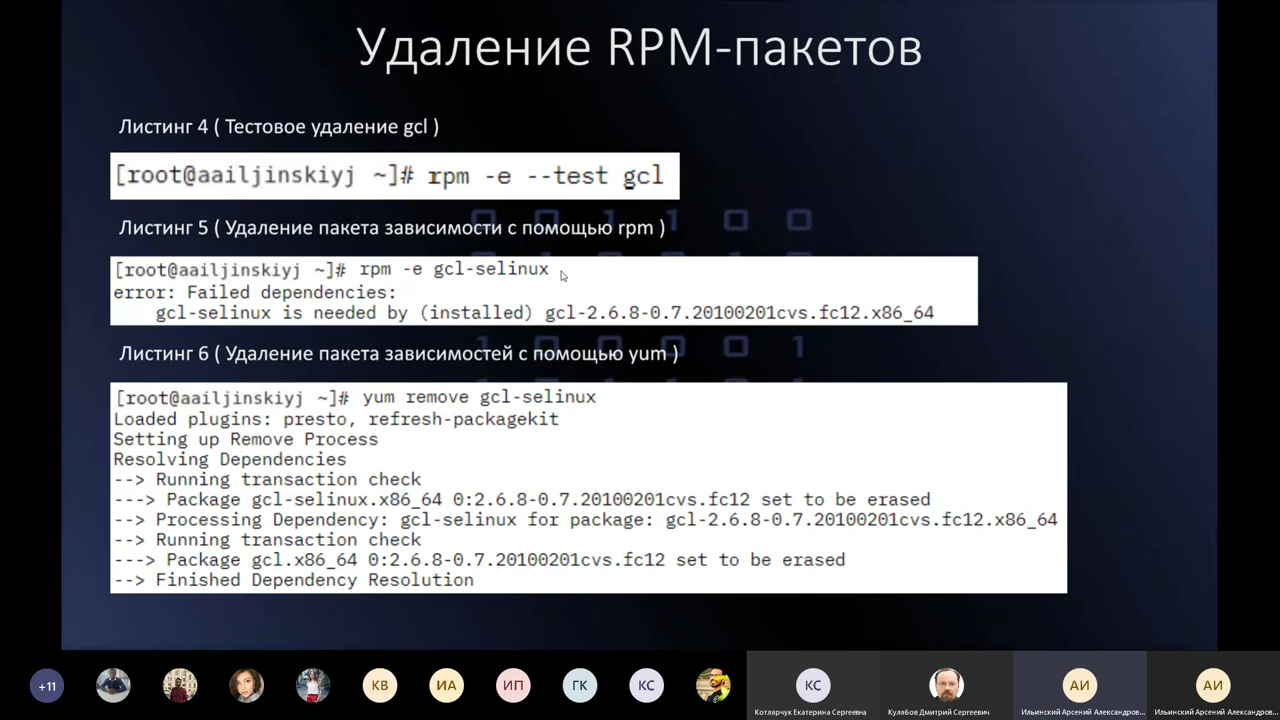 Удаление RPM-пакетов
Листинг 4 ( Тестовое удаление gcl )
[root@aailjinskiyj ~]# rpm -e --test gcl
Листинг 5 ( Удаление пакета зависимости с помощью rpm )
[root@aailjinskiyj ~]# rpm -e gcl-selinux
error: Failed dependencies:
gcl-selinux is needed by (installed) gcl-2.6.8-0.7.20100201cvs.fc12.x86_64
Листинг 6 ( Удаление пакета зависимостей с помощью yum )
[root@aailjinskiyj ~]# yum remove gcl-selinux
Loaded plugins: presto, refresh-packagekit
Setting up Remove Process
Resolving Dependencies
--> Running transaction check
---> Package gcl-selinux.x86_64 0:2.6.8-0.7.20100201cvs.fc12 set to be erased
--> Processing Dependency: gcl-selinux for package: gcl-2.6.8-0.7.20100201cvs.fc12.x86_64
--> Running transaction check
---> Package gcl.x86_64 0:2.6.8-0.7.20100201cvs.fc12 set to be erased
--> Finished Dependency Resolution
+11
КВ
ИА
ИП
ГК
КС
КС
АИ
АИ
Котлярчук Екатерина Сергеевна
Кулябов Дмитрий Сергеевич
Ильинский Арсений Александров...
Ильинский Арсений Александров...